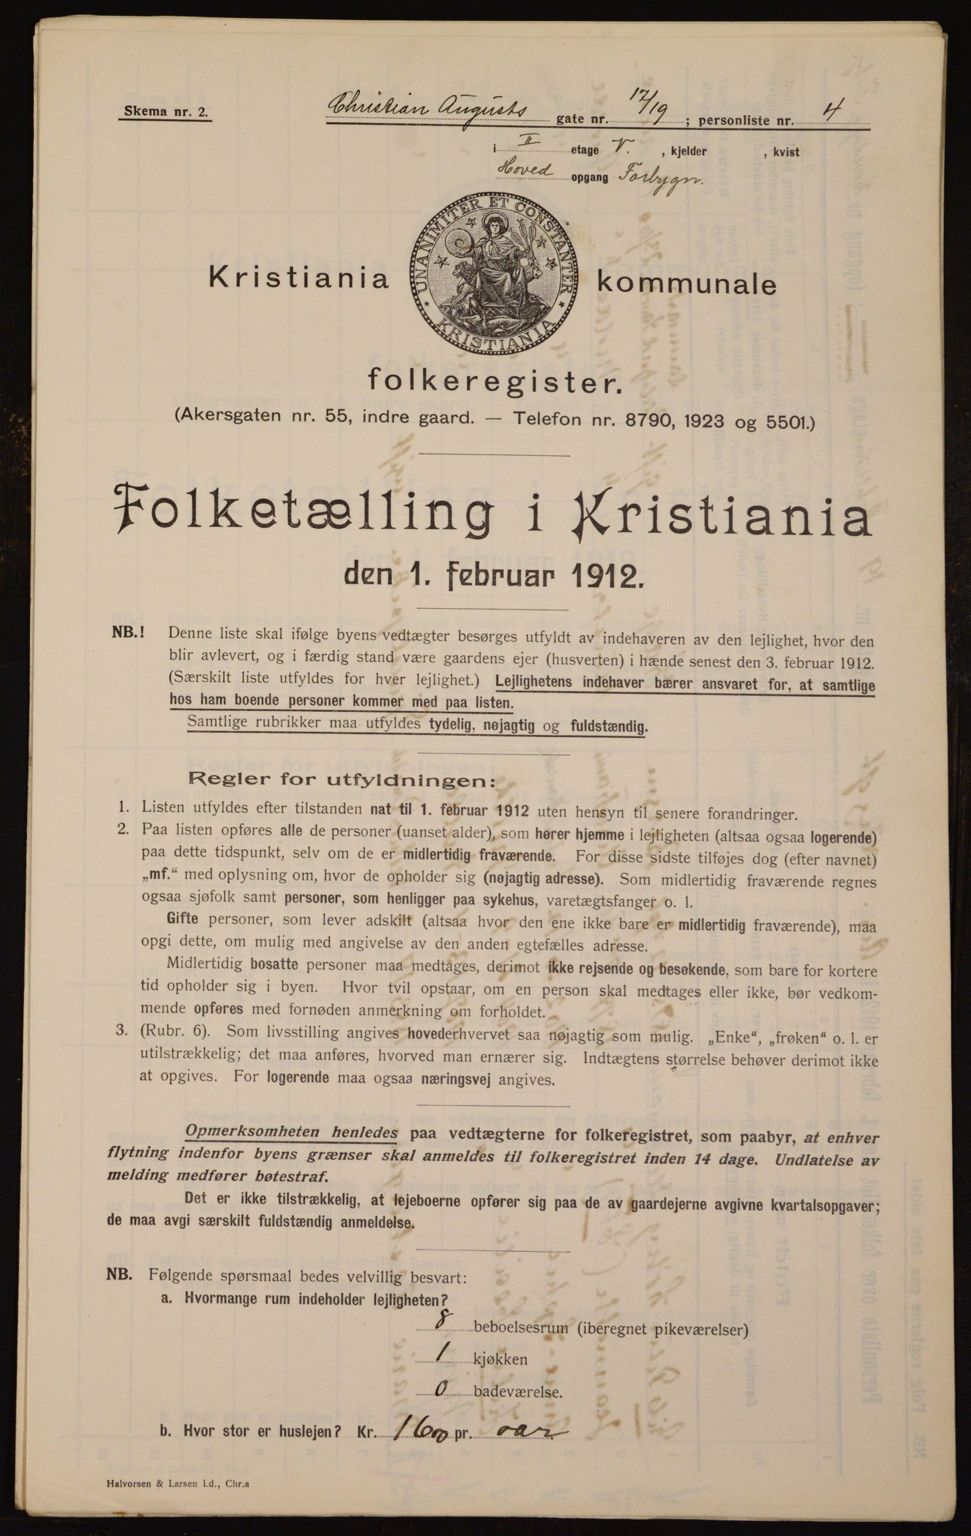 Skema nr. 2.
Christian Augusts gate nr. 17/19; personliste nr. 4
i II etage V. , kjelder , kvist
Hoved opgang Forbygn.
UNANIMITER ET CONSTANTER
KRISTIANIA
Kristiania kommunale
folkeregister.
(Akersgaten nr. 55, indre gaard. — Telefon nr. 8790, 1923 og 5501.)
Folketælling i Kristiania
den 1. februar 1912.
NB.! Denne liste skal ifølge byens vedtægter besørges utfyldt av indehaveren av den lejlighet, hvor den
blir avlevert, og i færdig stand være gaardens ejer (husverten) i hænde senest den 3. februar 1912.
(Særskilt liste utfyldes for hver lejlighet.) Lejlighetens indehaver bærer ansvaret for, at samtlige
hos ham boende personer kommer med paa listen.
Samtlige rubrikker maa utfyldes tydelig, nøjagtig og fuldstændig.
Regler for utfyldningen:
1. Listen utfyldes efter tilstanden nat til 1. februar 1912 uten hensyn til senere forandringer.
2. Paa listen opføres alle de personer (uanset alder), som hører hjemme i lejligheten (altsaa ogsaa logerende)
paa dette tidspunkt, selv om de er midlertidig fraværende. For disse sidste tilføjes dog (efter navnet)
„mf.“ med oplysning om, hvor de opholder sig (nøjagtig adresse). Som midlertidig fraværende regnes
ogsaa sjøfolk samt personer, som henligger paa sykehus, varetægtsfanger o. l.
Gifte personer, som lever adskilt (altsaa hvor den ene ikke bare er midlertidig fraværende), maa
opgi dette, om mulig med angivelse av den anden egtefælles adresse.
Midlertidig bosatte personer maa medtages, derimot ikke rejsende og besøkende, som bare for kortere
tid opholder sig i byen. Hvor tvil opstaar, om en person skal medtages eller ikke, bør vedkom-
mende opføres med fornøden anmerkning om forholdet.
3. (Rubr. 6). Som livsstilling angives hovederhvervet saa nøjagtig som mulig. „Enke“, „frøken“ o. l. er
utilstrækkelig; det maa anføres, hvorved man ernærer sig. Indtægtens størrelse behøver derimot ikke
at opgives. For logerende maa ogsaa næringsvej angives.
Opmerksomheten henledes paa vedtægterne for folkeregistret, som paabyr, at enhver
flytning indenfor byens grænser skal anmeldes til folkeregistret inden 14 dage. Undlatelse av
melding medfører bøtestraf.
Det er ikke tilstrækkelig, at lejeboerne opfører sig paa de av gaardejerne avgivne kvartalsopgaver;
de maa avgi særskilt fuldstændig anmeldelse.
NB. Følgende spørsmaal bedes velvillig besvart:
a. Hvormange rum indeholder lejligheten?
8 beboelsesrum (iberegnet pikeværelser)
1 kjøkken
0 badeværelse.
b. Hvor stor er huslejen? Kr. 1600 pr. aar.
Halvorsen & Larsen Ld., Chr.a